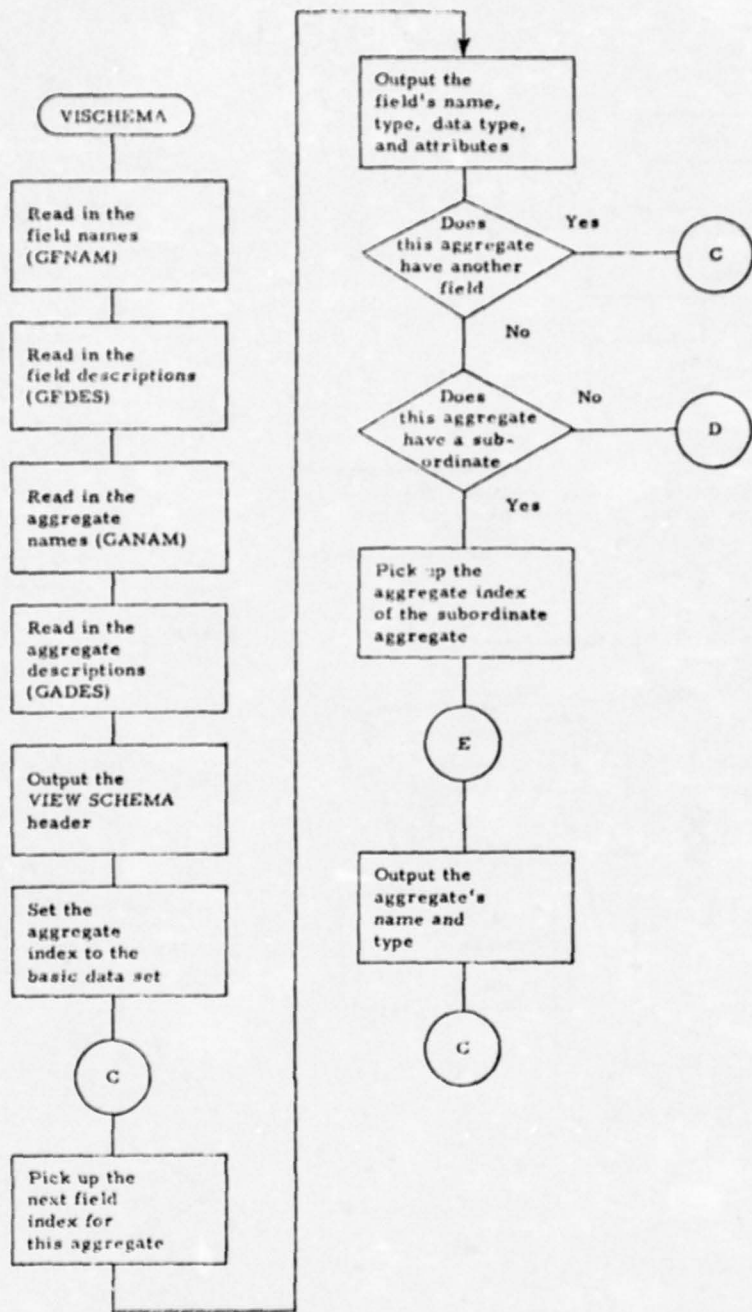 VISCHEMA
Read in the
field names
(GFNAM)
Read in the
field descriptions
(GFDES)
Read in the
aggregate
names (GANAM)
Read in the
aggregate
descriptions
(GADES)
Output the
VIEW SCHEMA
header
Set the
aggregate
index to the
basic data set
C
Pick up the
next field
index for
this aggregate
Output the
field's name,
type, data type,
and attributes
Does
this aggregate
have another
field
Yes
C
No
Does
this aggregate
have a sub-
ordinate
No
D
Yes
Pick up the
aggregate index
of the subordinate
aggregate
E
Output the
aggregate's
name and
type
C